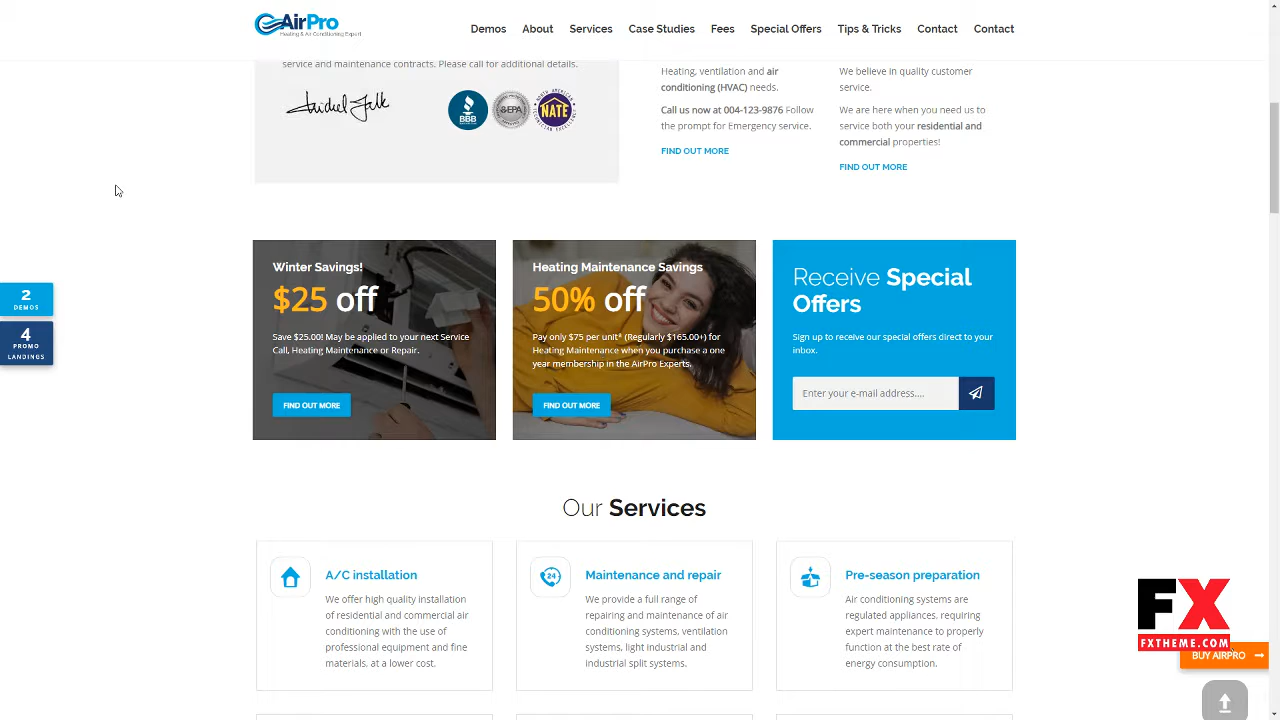 AirPro
Heating & Air Conditioning Expert
Demos
About
Services
Case Studies
Fees
Special Offers
Tips & Tricks
Contact
Contact
service and maintenance contracts. Please call for additional details.
BBB
EPA
NATE
Heating, ventilation and air
conditioning (HVAC) needs.
Call us now at 004-123-9876 Follow
the prompt for Emergency service.
FIND OUT MORE
We believe in quality customer
service.
We are here when you need us to
service both your residential and
commercial properties!
FIND OUT MORE
2
DEMOS
4
PROMO
LANDINGS
Winter Savings!
$25 off
Save $25.00! May be applied to your next Service
Call, Heating Maintenance or Repair.
FIND OUT MORE
Heating Maintenance Savings
50% off
Pay only $75 per unit* (Regularly $165.00+) for
Heating Maintenance when you purchase a one
year membership in the AirPro Experts.
FIND OUT MORE
Receive Special
Offers
Sign up to receive our special offers direct to your
inbox.
Enter your e-mail address....
Our Services
A/C installation
We offer high quality installation
of residential and commercial air
conditioning with the use of
professional equipment and fine
materials, at a lower cost.
24
Maintenance and repair
We provide a full range of
repairing and maintenance of air
conditioning systems, ventilation
systems, light industrial and
industrial split systems.
Pre-season preparation
Air conditioning systems are
regulated appliances, requiring
expert maintenance to properly
function at the best rate of
energy consumption.
FX
FXTHEME.COM
BUY AIRPRO